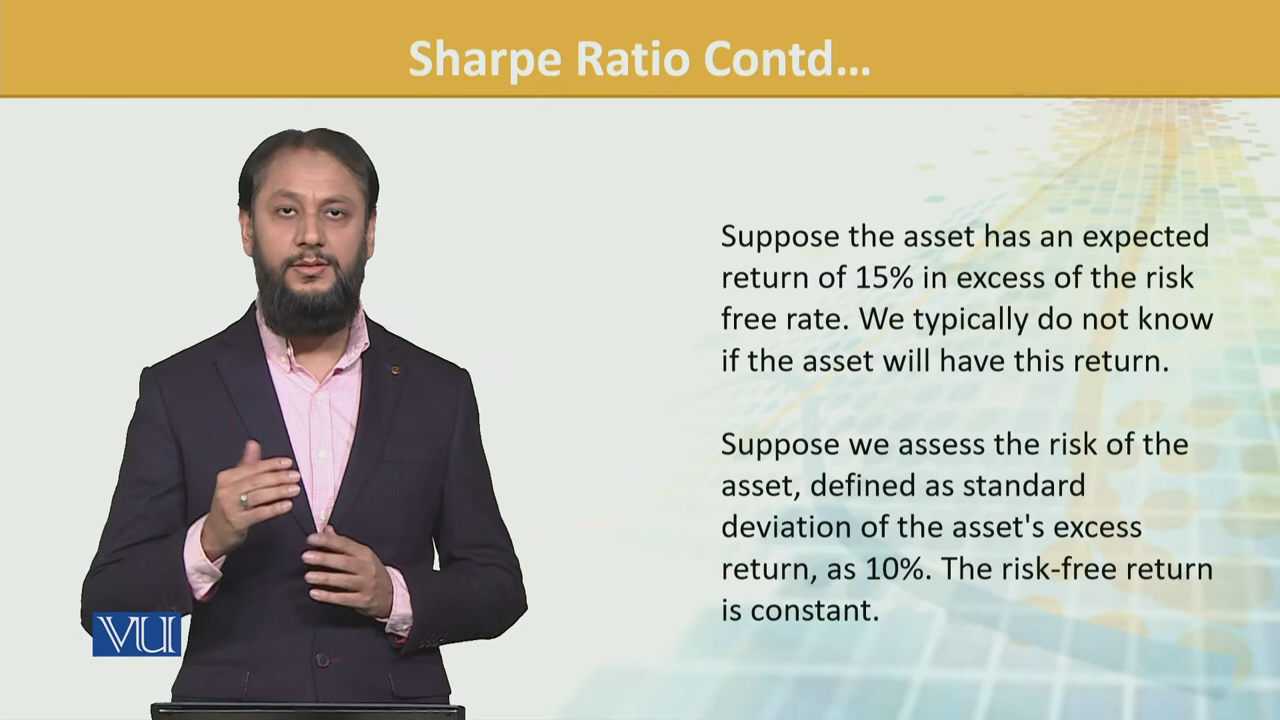 Sharpe Ratio Contd...
Suppose the asset has an expected
return of 15% in excess of the risk
free rate. We typically do not know
if the asset will have this return.
Suppose we assess the risk of the
asset, defined as standard
deviation of the asset's excess
return, as 10%. The risk-free return
is constant.
VU